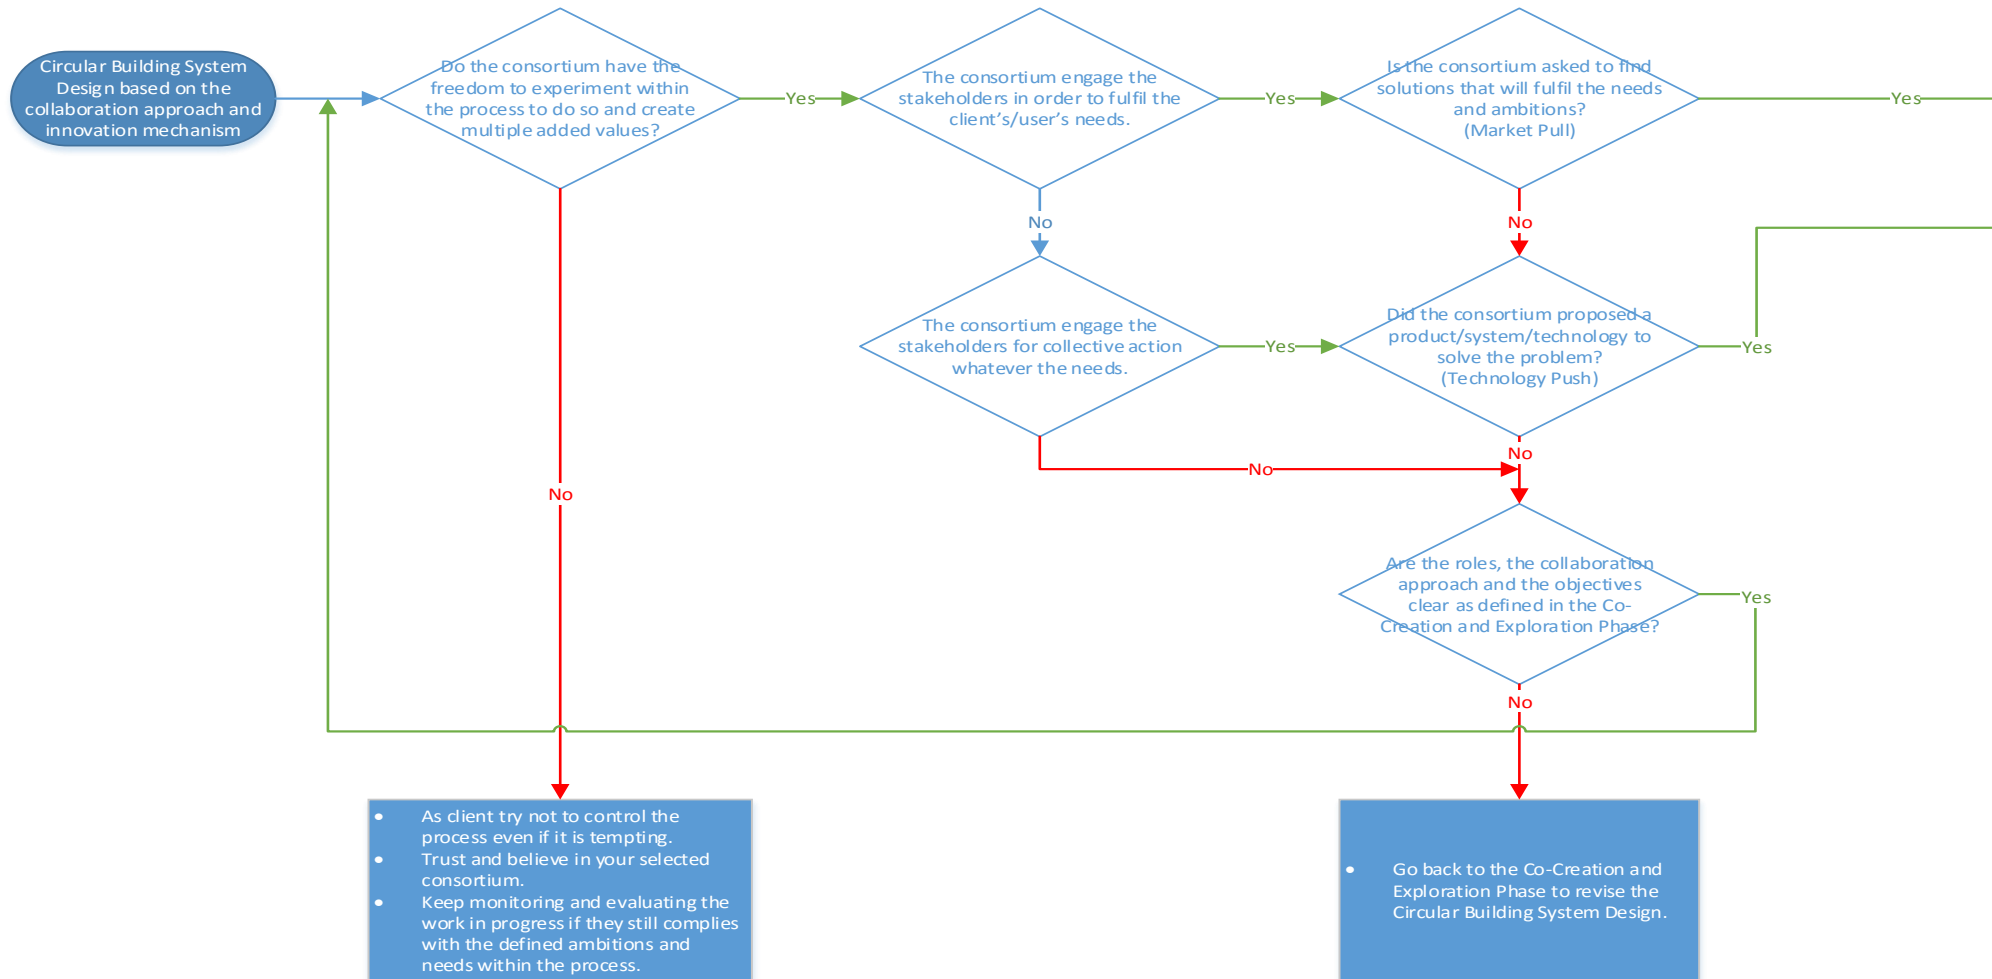 Circular Building System
Design based on the
collaboration approach and
innovation mechanism
Do the consortium have the
freedom to experiment within
the process to do so and create
multiple added values?
Yes
The consortium engage the
stakeholders in order to fulfil the
client's/user's needs.
Yes
Is the consortium asked to find
solutions that will fulfil the needs
and ambitions?
(Market Pull)
Yes
No
No
The consortium engage the
stakeholders for collective action
whatever the needs.
Yes
Did the consortium proposed a
product/system/technology to
solve the problem?
(Technology Push)
Yes
No
No
No
Are the roles, the collaboration
approach and the objectives
clear as defined in the Co-
Creation and Exploration Phase?
Yes
No
• As client try not to control the
process even if it is tempting.
• Trust and believe in your selected
consortium.
• Keep monitoring and evaluating the
work in progress if they still complies
with the defined ambitions and
needs within the process.
• Go back to the Co-Creation and
Exploration Phase to revise the
Circular Building System Design.